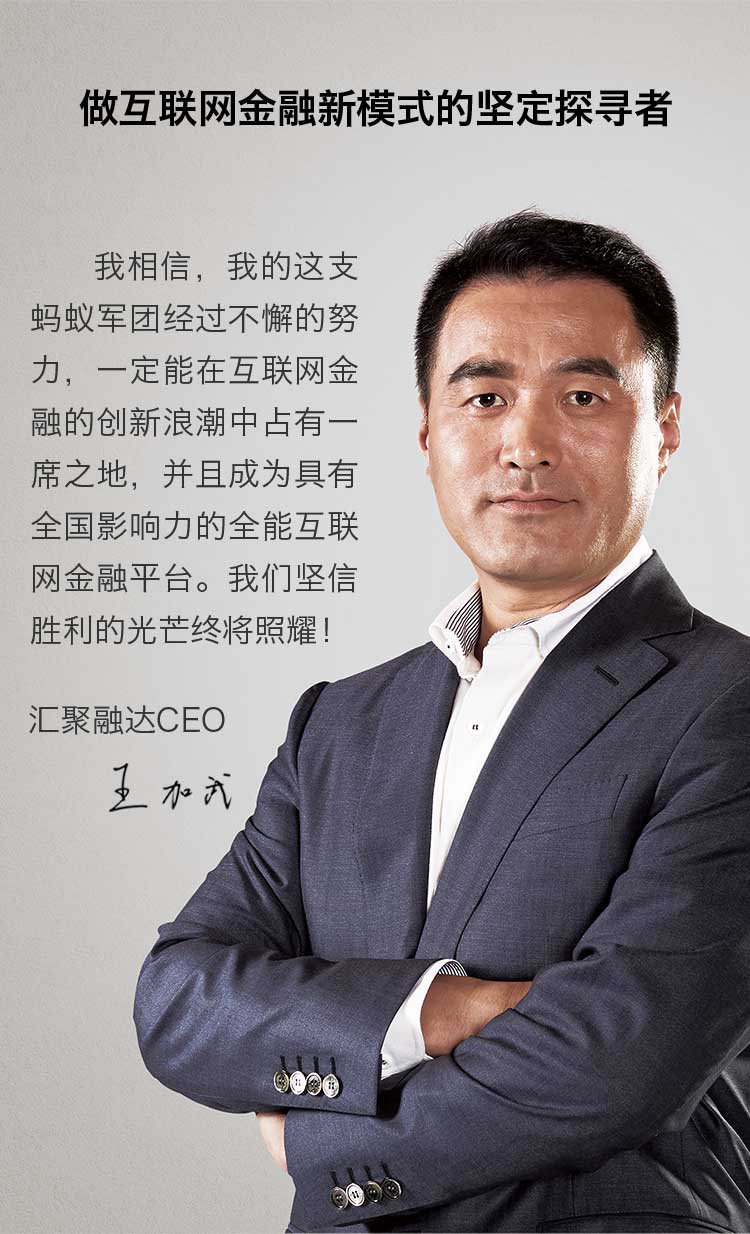 做互联网金融新模式的坚定探寻者
我相信，我的这支
蚂蚁军团经过不懈的努
力，一定能在互联网金
融的创新浪潮中占有一
席之地，并且成为具有
全国影响力的全能互联
网金融平台。我们坚信
胜利的光芒终将照耀！
汇聚融达CEO
王加武